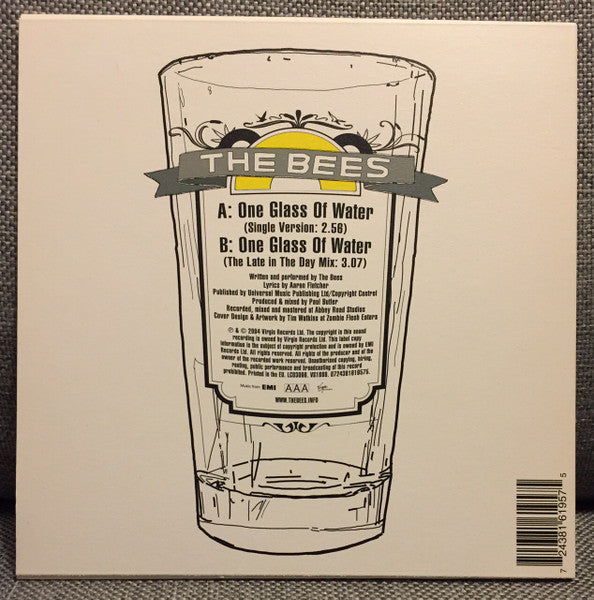 THE BEES
A: One Glass Of Water
(Single Version: 2.56)
B: One Glass Of Water
(The Late in The Day Mix: 3.07)
Written and performed by The Bees
Lyrics by Aaron Fletcher
Published by Universal Music Publishing Ltd/Copyright Control
Produced & mixed by Paul Butler
Recorded, mixed and mastered at Abbey Road Studios
Cover Design & Artwork by Tim Watkins at Zombie Flesh Eaters
℗ & © 2004 Virgin Records Ltd. The copyright in this sound
recording is owned by Virgin Records Ltd. This label copy
information is the subject of copyright protection and is owned by EMI
Records Ltd. All rights reserved. All rights of the producer and of the
owner of the recorded work reserved. Unauthorised copying, hiring,
renting, public performance and broadcasting of this record
prohibited. Printed in the EU. LC03098. VS1899. 0724381619575.
Music from EMI AAA Virgin
WWW.THEBEES.INFO
7 24381 61957 5